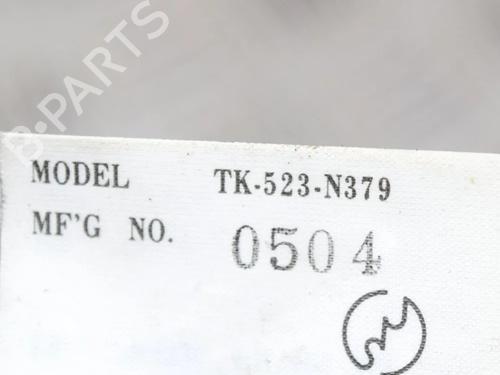 B-PARTS
MODEL TK-523-N379
MF'G NO. 0504